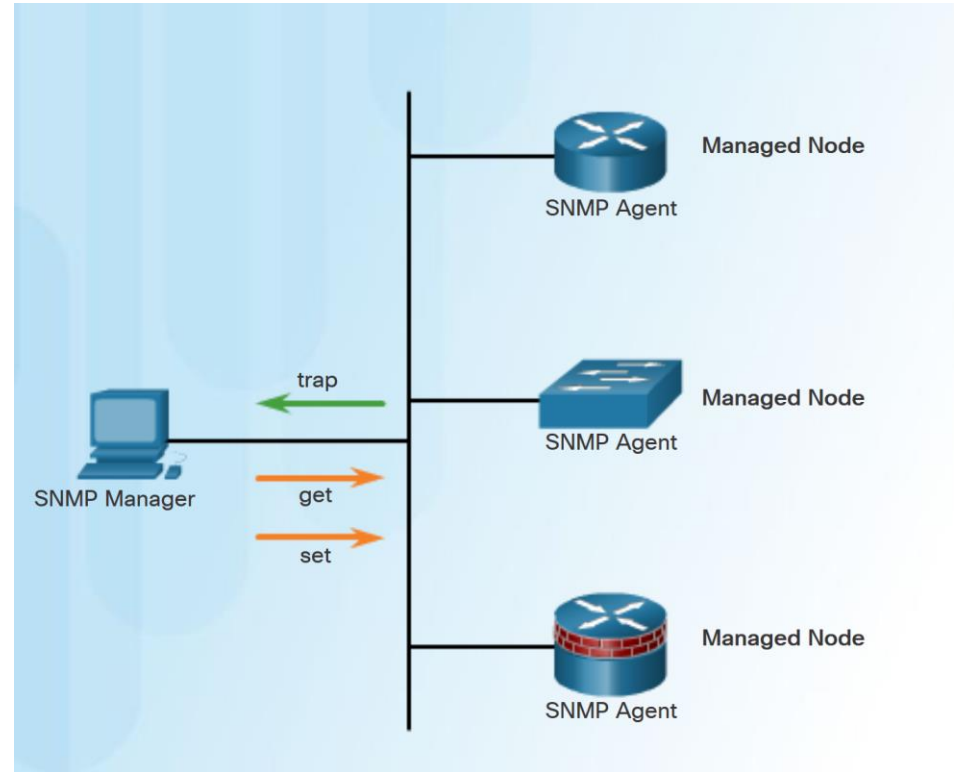 Managed Node
SNMP Agent
trap
Managed Node
SNMP Agent
SNMP Manager
get
set
Managed Node
SNMP Agent